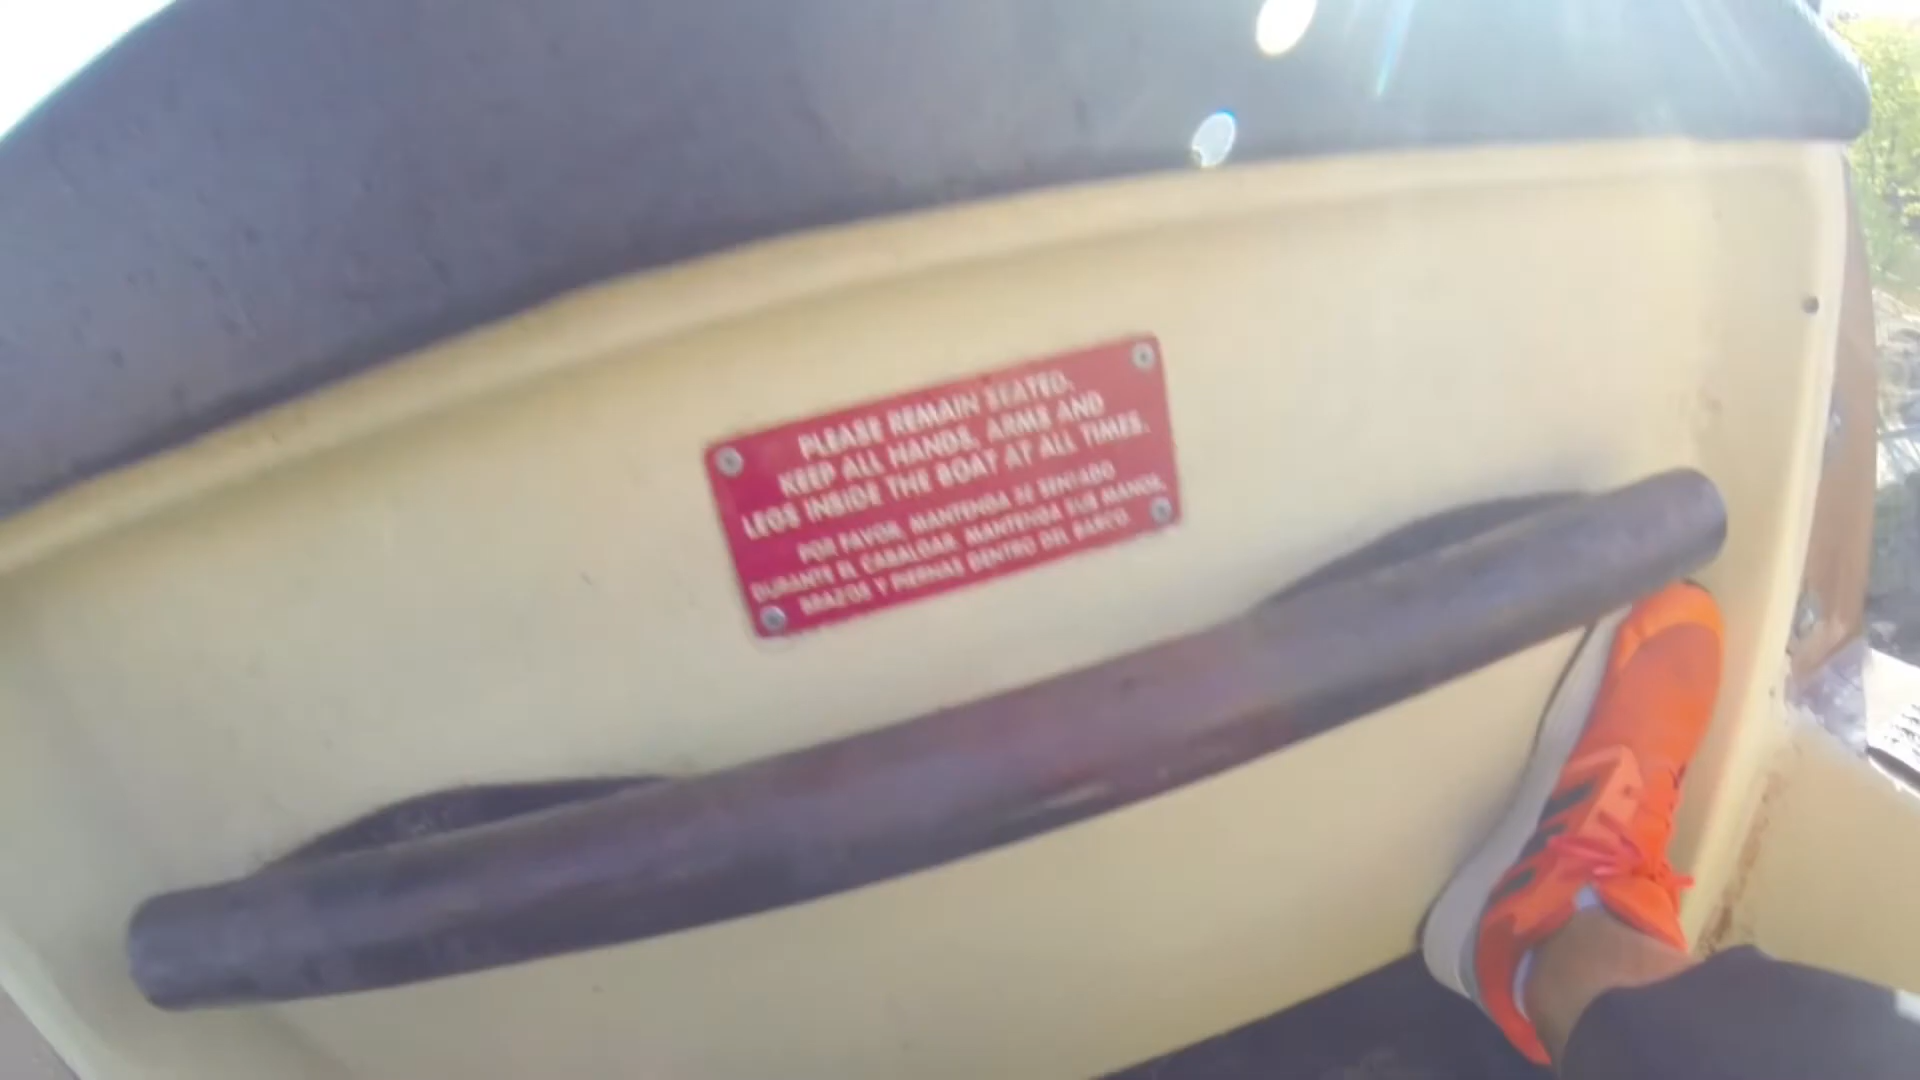 PLEASE REMAIN SEATED,
KEEP ALL HANDS, ARMS AND
LEGS INSIDE THE BOAT AT ALL TIMES.
POR FAVOR, MANTENGA SE SENTADO
DURANTE EL CABALGAR, MANTENGA SUS MANOS,
BRAZOS Y PIERNAS DENTRO DEL BARCO.